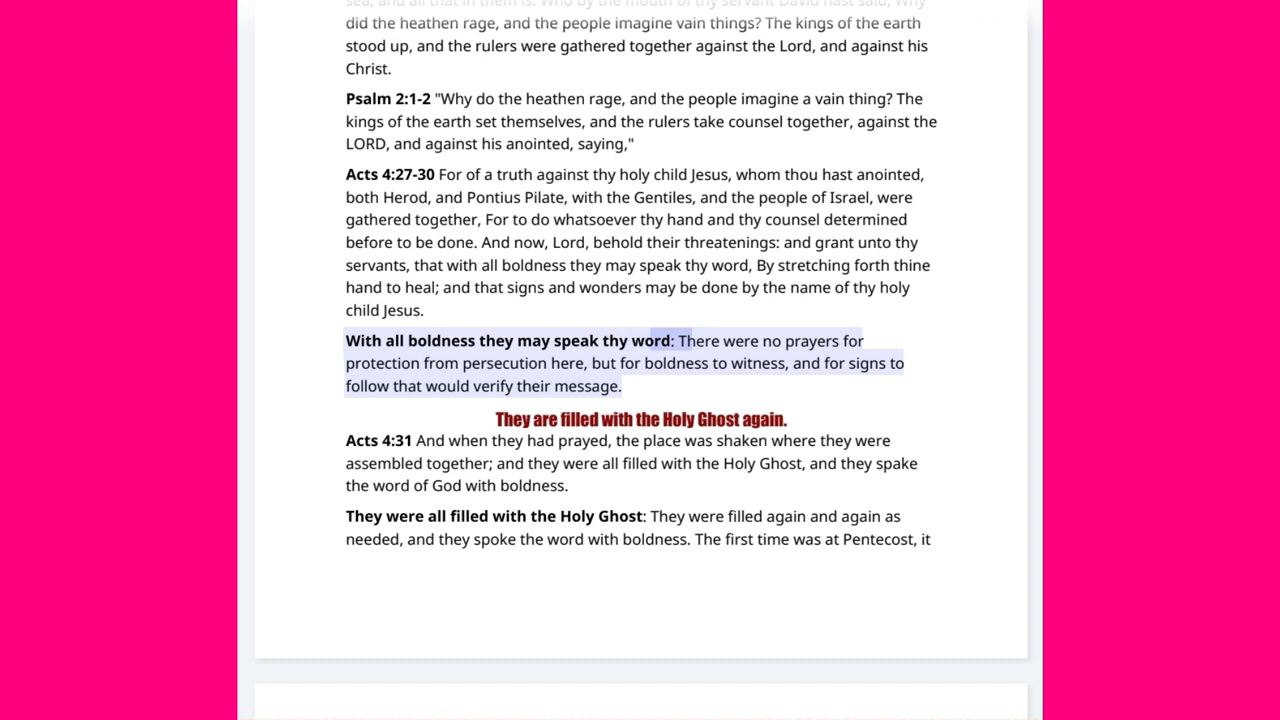 sea, and all that in them is. Who by the mouth of thy servant David hast said, Why
did the heathen rage, and the people imagine vain things? The kings of the earth
stood up, and the rulers were gathered together against the Lord, and against his
Christ.
Psalm 2:1-2 "Why do the heathen rage, and the people imagine a vain thing? The
kings of the earth set themselves, and the rulers take counsel together, against the
LORD, and against his anointed, saying,"
Acts 4:27-30 For of a truth against thy holy child Jesus, whom thou hast anointed,
both Herod, and Pontius Pilate, with the Gentiles, and the people of Israel, were
gathered together, For to do whatsoever thy hand and thy counsel determined
before to be done. And now, Lord, behold their threatenings: and grant unto thy
servants, that with all boldness they may speak thy word, By stretching forth thine
hand to heal; and that signs and wonders may be done by the name of thy holy
child Jesus.
With all boldness they may speak thy word: There were no prayers for
protection from persecution here, but for boldness to witness, and for signs to
follow that would verify their message.
They are filled with the Holy Ghost again.
Acts 4:31 And when they had prayed, the place was shaken where they were
assembled together; and they were all filled with the Holy Ghost, and they spake
the word of God with boldness.
They were all filled with the Holy Ghost: They were filled again and again as
needed, and they spoke the word with boldness. The first time was at Pentecost, it